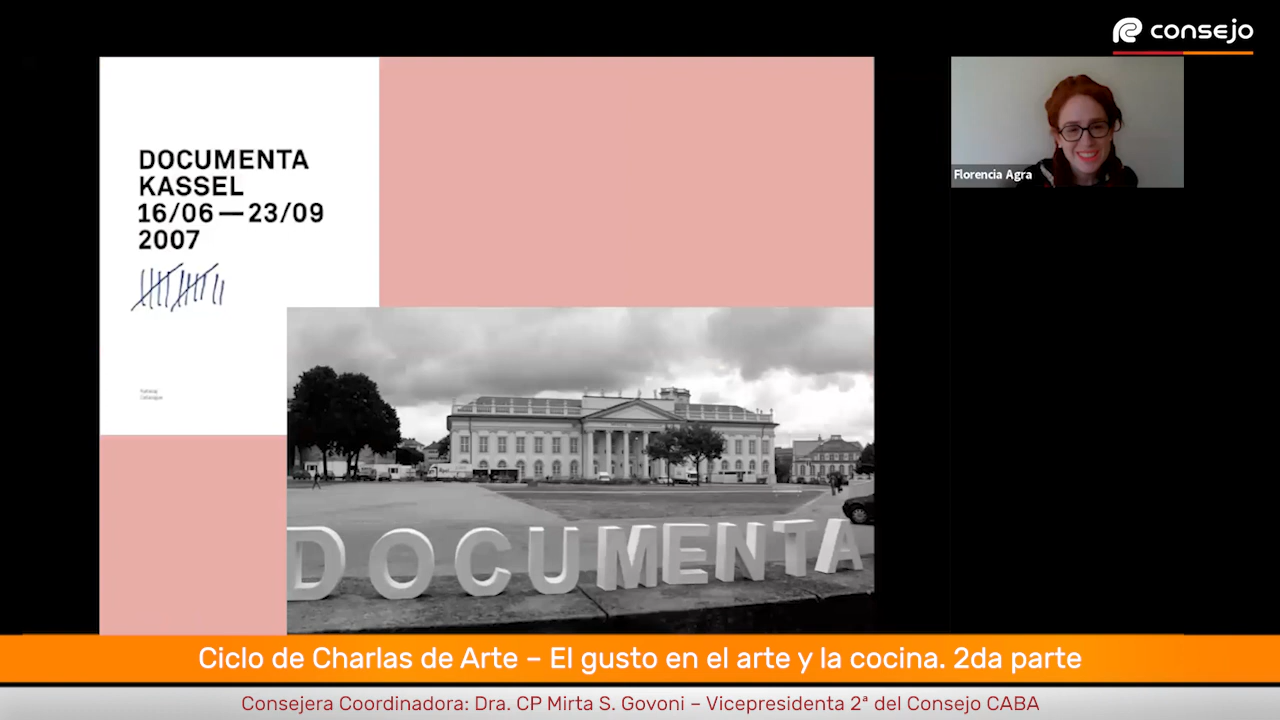 consejo
DOCUMENTA
KASSEL
16/06 — 23/09
2007
Florencia Agra
DOCUMENTA
Ciclo de Charlas de Arte – El gusto en el arte y la cocina. 2da parte
Consejera Coordinadora: Dra. CP Mirta S. Govoni – Vicepresidenta 2ª del Consejo CABA